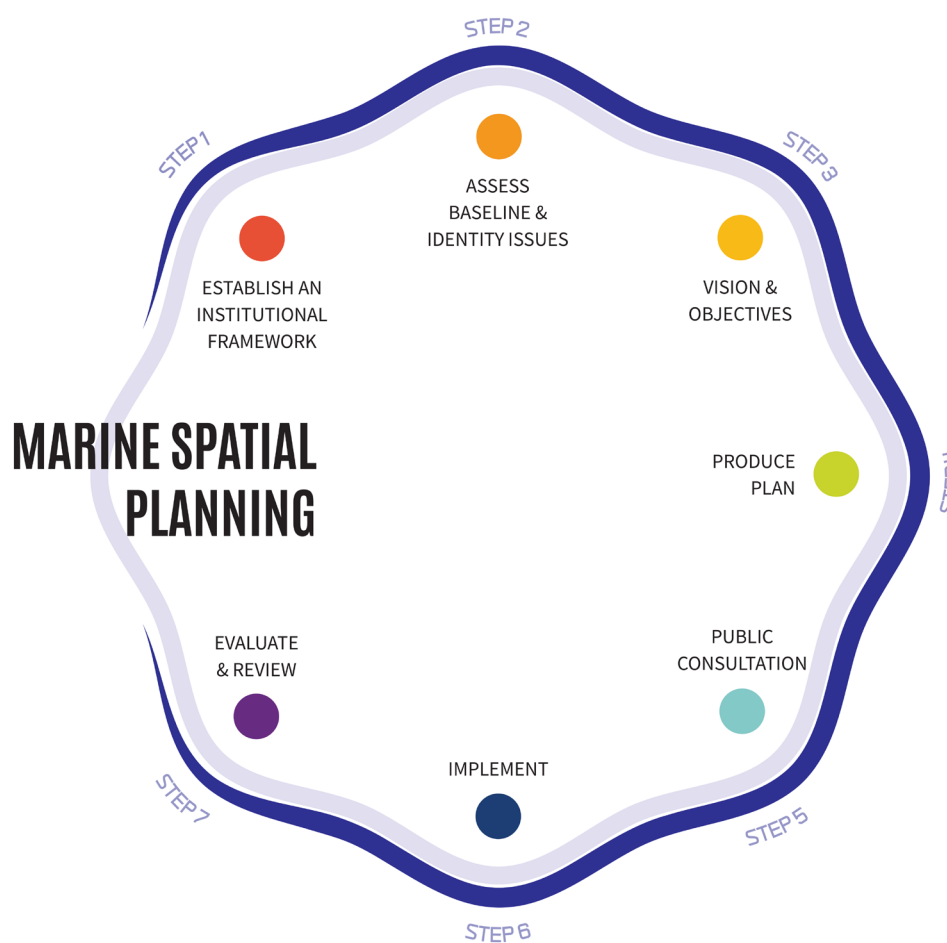 STEP 1
ESTABLISH AN
INSTITUTIONAL
FRAMEWORK
STEP 2
ASSESS
BASELINE &
IDENTITY ISSUES
STEP 3
VISION &
OBJECTIVES
PRODUCE
PLAN
STEP 5
PUBLIC
CONSULTATION
STEP 6
IMPLEMENT
STEP 7
EVALUATE
& REVIEW
MARINE SPATIAL
PLANNING